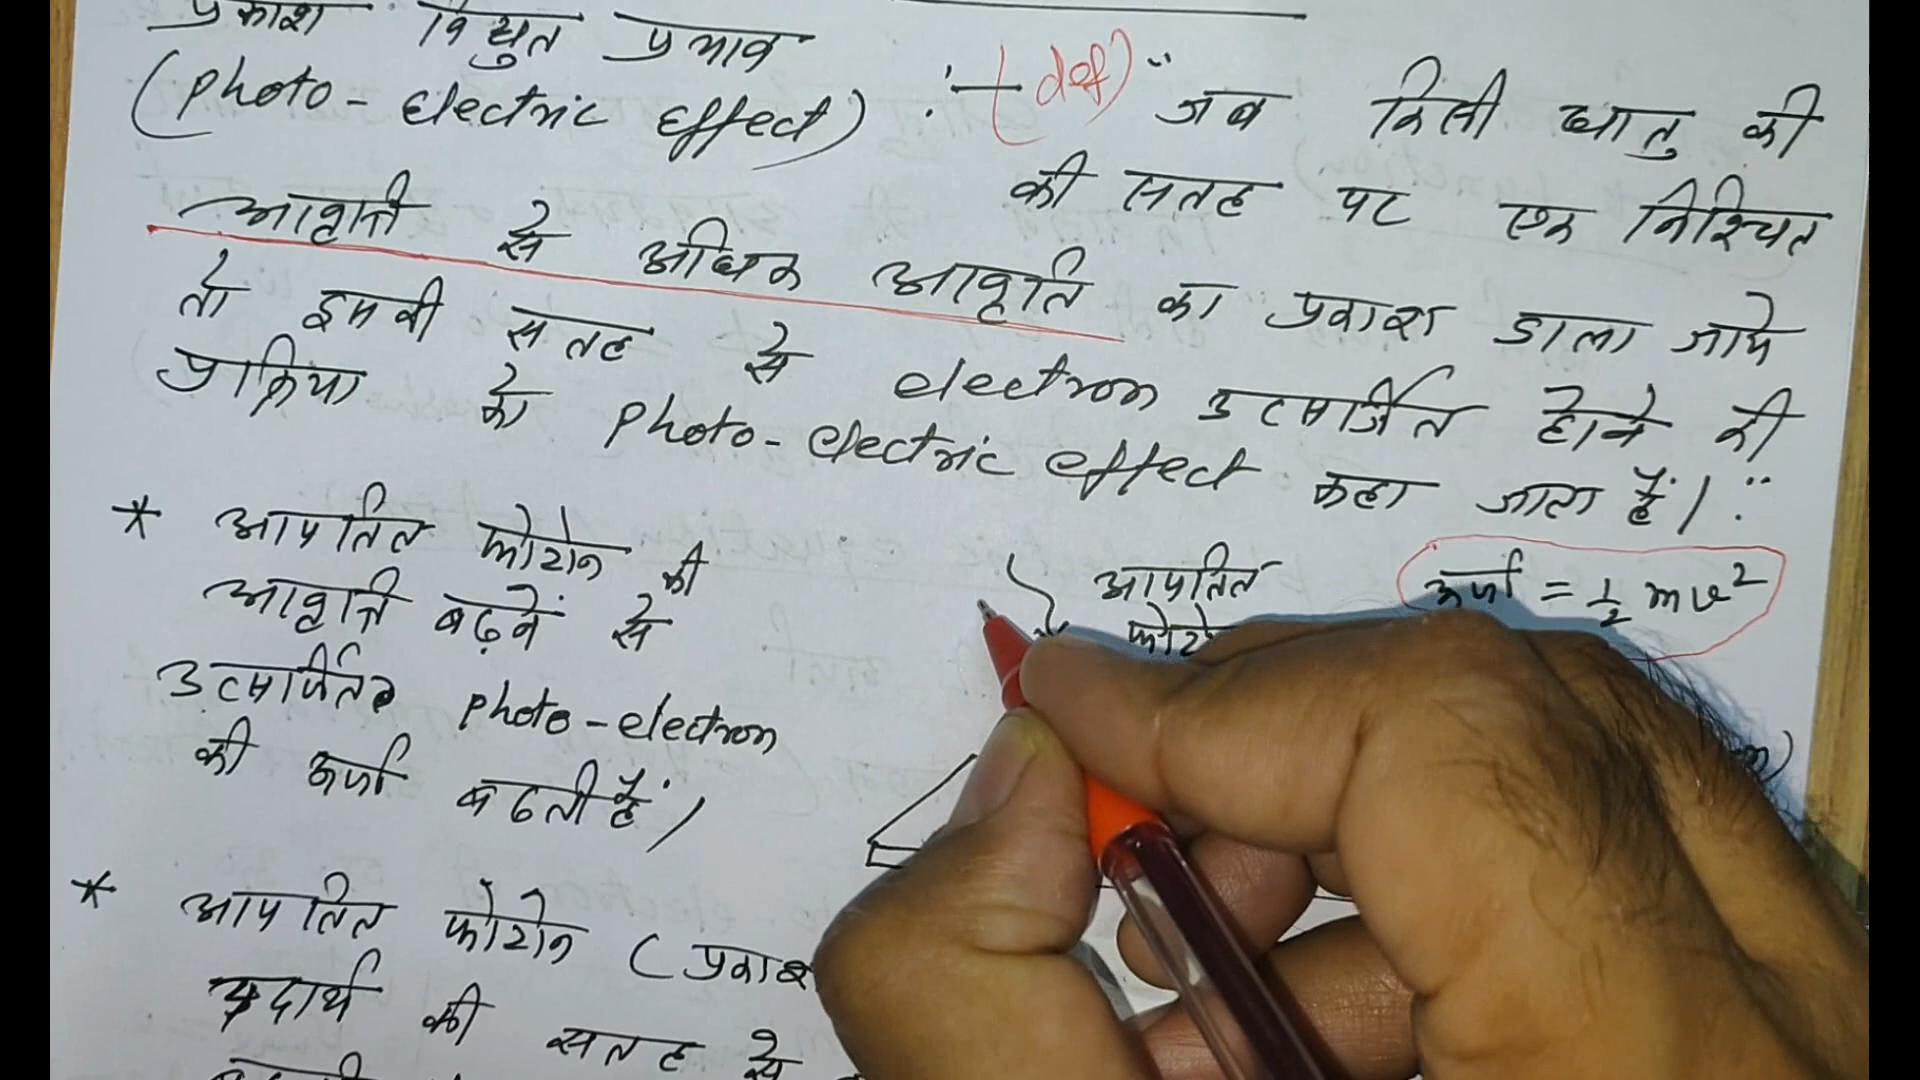 प्रकाश विद्युत प्रभाव
(Photo-electric Effect) :- (def) "जब किसी धातु की
की सतह पर एक निश्चित
आवृत्ति से अधिक आवृति का प्रकाश डाला जाये
तो इसकी सतह से electron उत्सर्जित होने की
प्रक्रिया को photo-electric effect कहा जाता हैं।"
* आपतित फोटोन की
आवृत्ति बढ़ने से
उत्सर्जित photo-electron
की ऊर्जा बढती हैं।
आपतित
ऊर्जा = 1/2 mv²
* आपतित फोटोन (प्रकाश
पदार्थ की सतह से